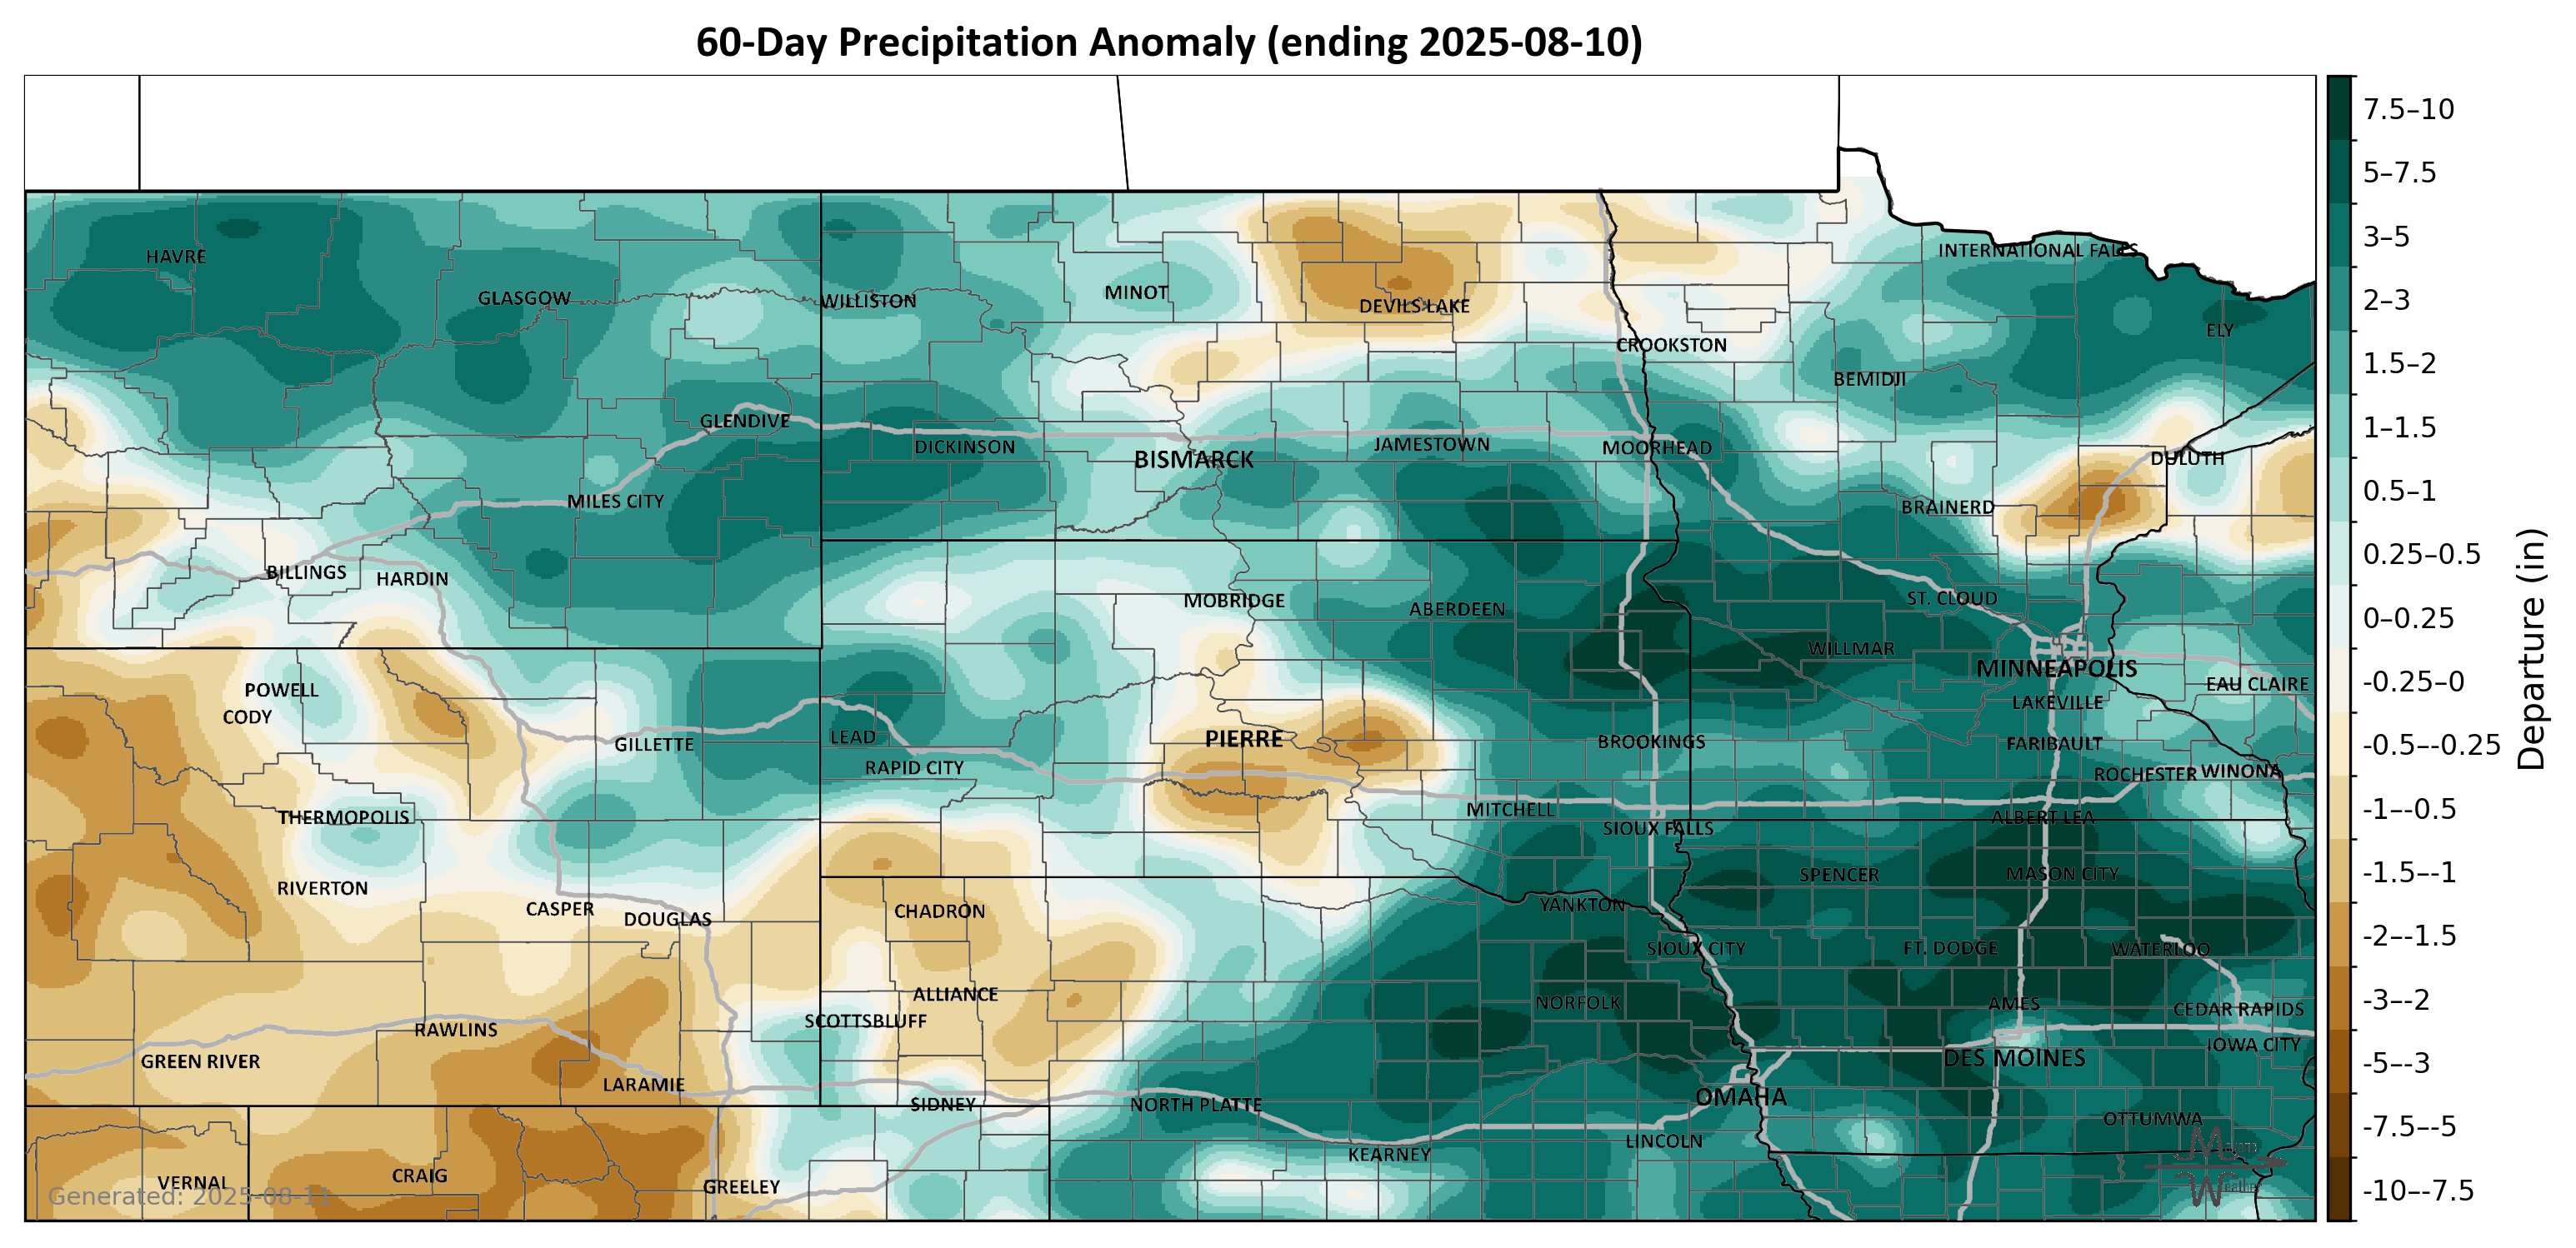 60-Day Precipitation Anomaly (ending 2025-08-10)
7.5–10
5–7.5
3–5
2–3
1.5–2
1–1.5
0.5–1
0.25–0.5
0–0.25
-0.25–0
-0.5–-0.25
-1–-0.5
-1.5–-1
-2–-1.5
-3–-2
-5–-3
-7.5–-5
-10–-7.5
Departure (in)
HAVRE
INTERNATIONAL FALLS
GLASGOW
WILLISTON
MINOT
DEVILS LAKE
ELY
CROOKSTON
BEMIDJI
GLENDIVE
DICKINSON
BISMARCK
JAMESTOWN
MOORHEAD
DULUTH
MILES CITY
BRAINERD
BILLINGS
HARDIN
MOBRIDGE
ABERDEEN
ST. CLOUD
WILLMAR
MINNEAPOLIS
POWELL
EAU CLAIRE
CODY
LAKEVILLE
GILLETTE
LEAD
PIERRE
BROOKINGS
FARIBAULT
RAPID CITY
ROCHESTER
WINONA
THERMOPOLIS
MITCHELL
ALBERT LEA
SIOUX FALLS
RIVERTON
SPENCER
MASON CITY
CASPER
DOUGLAS
CHADRON
YANKTON
SIOUX CITY
FT. DODGE
WATERLOO
ALLIANCE
NORFOLK
AMES
CEDAR RAPIDS
SCOTTSBLUFF
RAWLINS
IOWA CITY
GREEN RIVER
DES MOINES
LARAMIE
OMAHA
SIDNEY
NORTH PLATTE
OTTUMWA
LINCOLN
KEARNEY
CRAIG
VERNAL
GREELEY
Generated: 2025-08-11